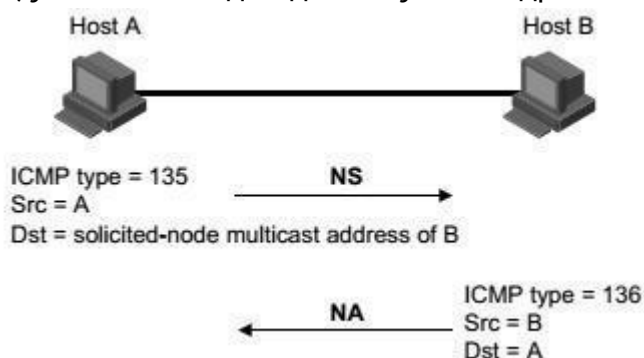 Host A
Host B
ICMP type = 135
NS
Src = A
Dst = solicited-node multicast address of B
ICMP type = 136
NA
Src = B
Dst = A